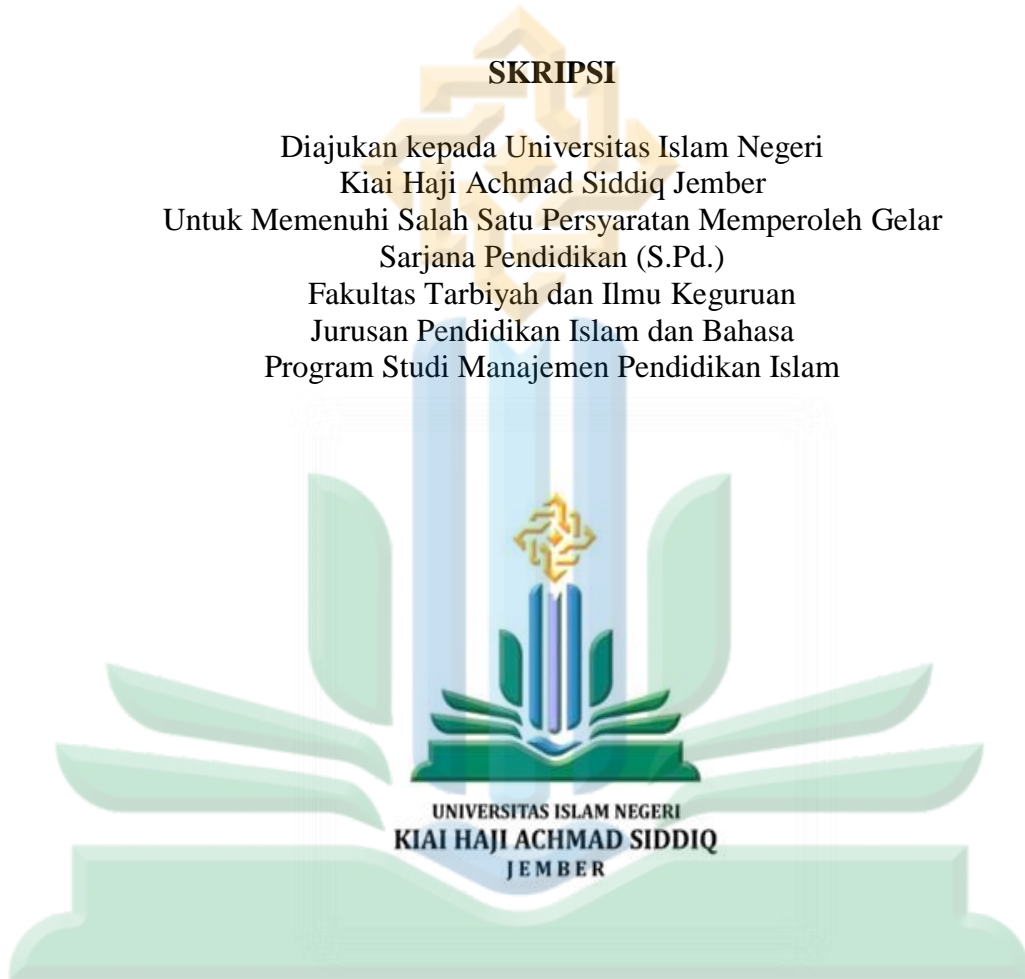 SKRIPSI
Diajukan kepada Universitas Islam Negeri
Kiai Haji Achmad Siddiq Jember
Untuk Memenuhi Salah Satu Persyaratan Memperoleh Gelar
Sarjana Pendidikan (S.Pd.)
Fakultas Tarbiyah dan Ilmu Keguruan
Jurusan Pendidikan Islam dan Bahasa
Program Studi Manajemen Pendidikan Islam
UNIVERSITAS ISLAM NEGERI
KIAI HAJI ACHMAD SIDDIQ
JEMBER